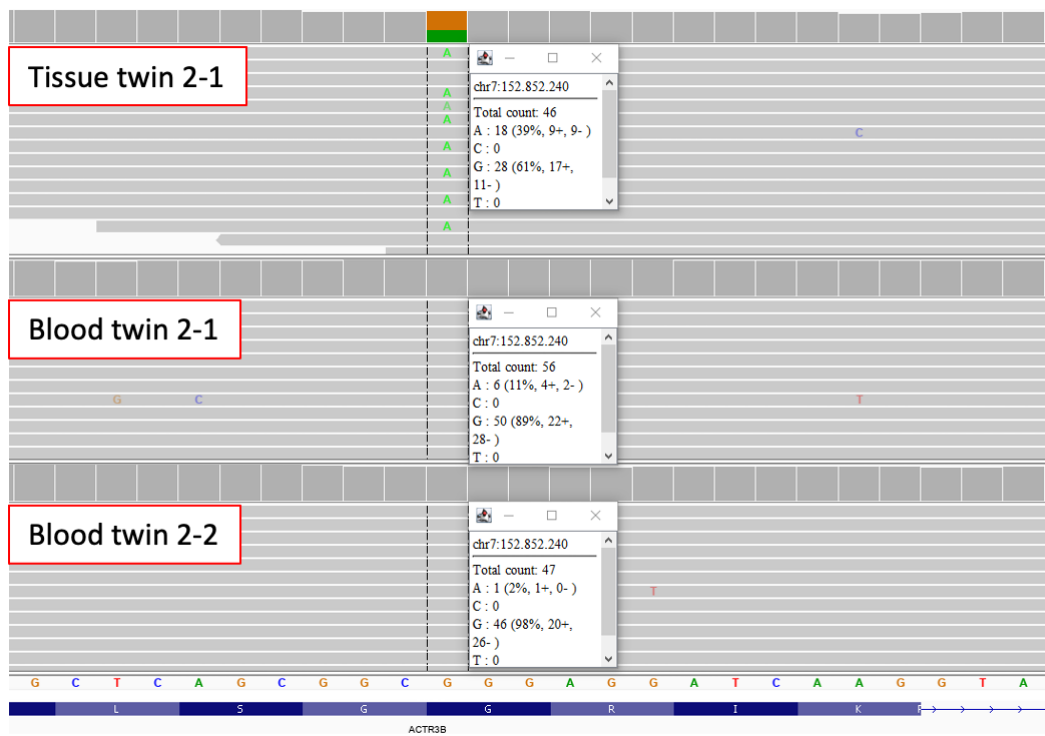 A
Tissue twin 2-1
chr7:152.852.240
A
A
Total count: 46
A
A : 18 (39%, 9+, 9- )
C
A
C : 0
G : 28 (61%, 17+,
A
11- )
A
T : 0
A
Blood twin 2-1
chr7:152.852.240
Total count: 56
A : 6 (11%, 4+, 2- )
G C T
C : 0
G : 50 (89%, 22+,
28- )
T : 0
Blood twin 2-2
chr7:152.852.240
Total count: 47
A : 1 (2%, 1+, 0- )
T
C : 0
G : 46 (98%, 20+,
26- )
T : 0
G C T C A G C G G C G G G A G G A T C A A G G T A
L S G G R I K
ACTR3B